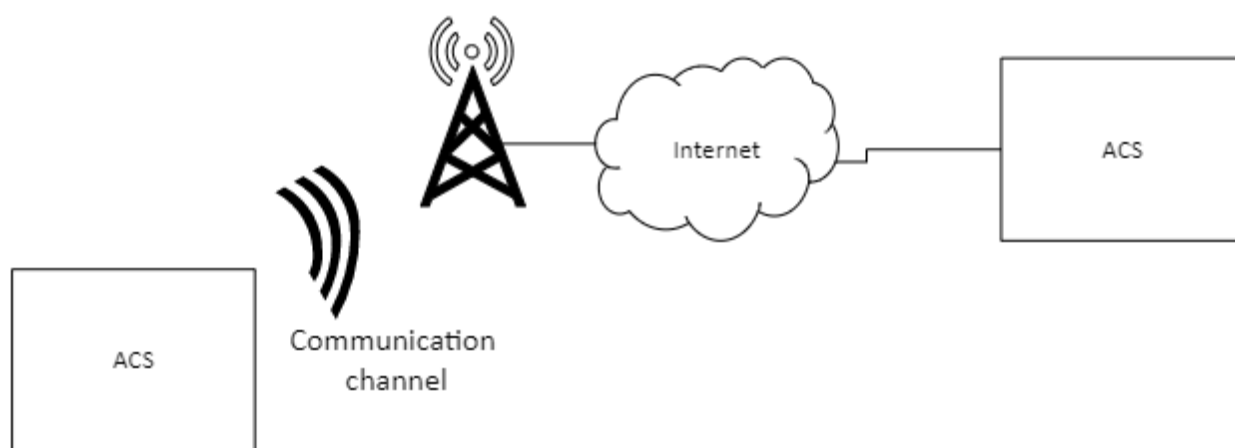 Internet
ACS
ACS
Communication
channel